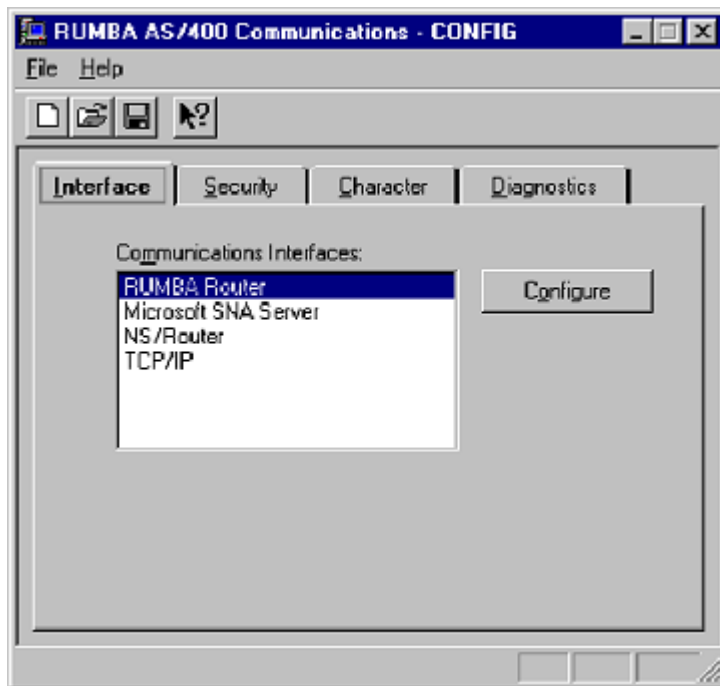 RUMBA AS/400 Communications - CONFIG
File Help
Interface Security Character Diagnostics
Communications Interfaces:
RUMBA Router
Configure
Microsoft SNA Server
NS/Router
TCP/IP